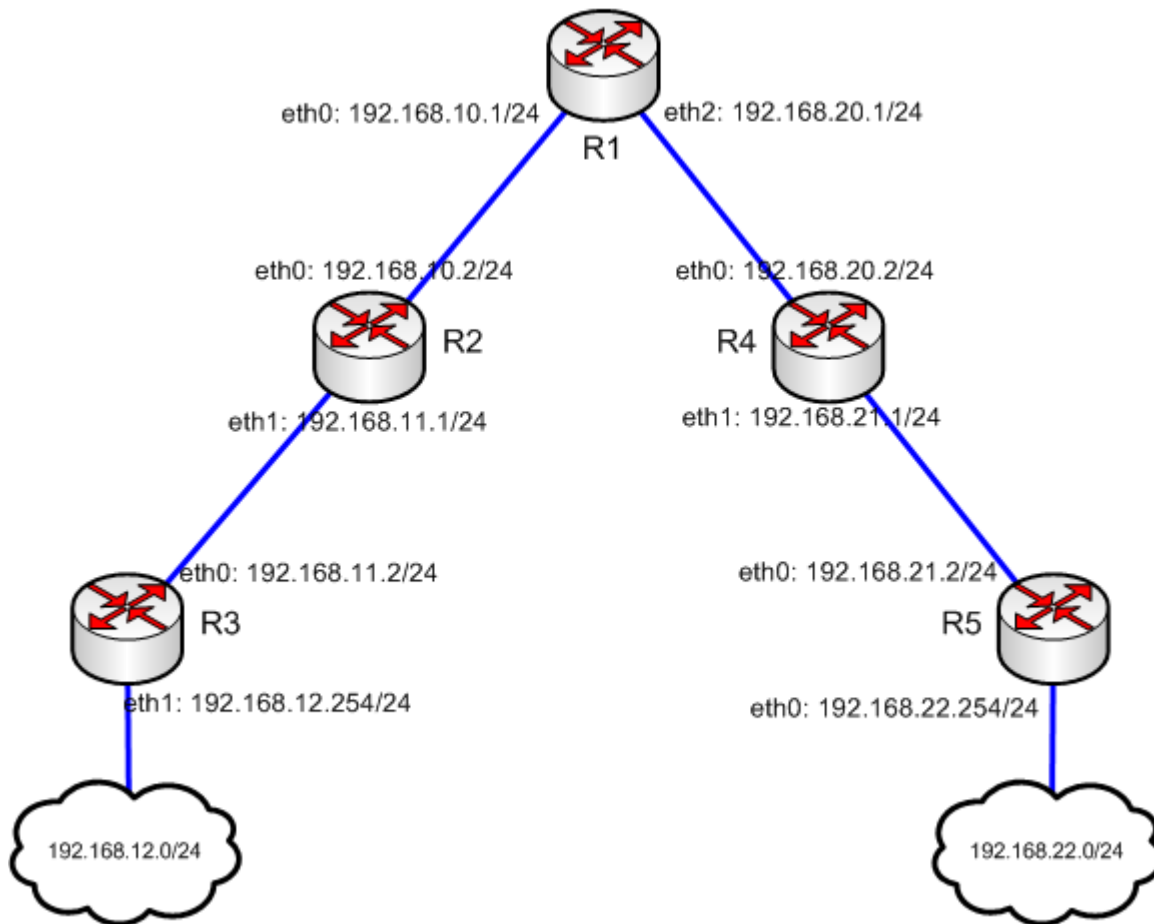 eth0: 192.168.10.1/24
eth2: 192.168.20.1/24
R1
eth0: 192.168.10.2/24
eth0: 192.168.20.2/24
R2
R4
eth1: 192.168.11.1/24
eth1: 192.168.21.1/24
eth0: 192.168.11.2/24
eth0: 192.168.21.2/24
R3
R5
eth1: 192.168.12.254/24
eth0: 192.168.22.254/24
192.168.12.0/24
192.168.22.0/24